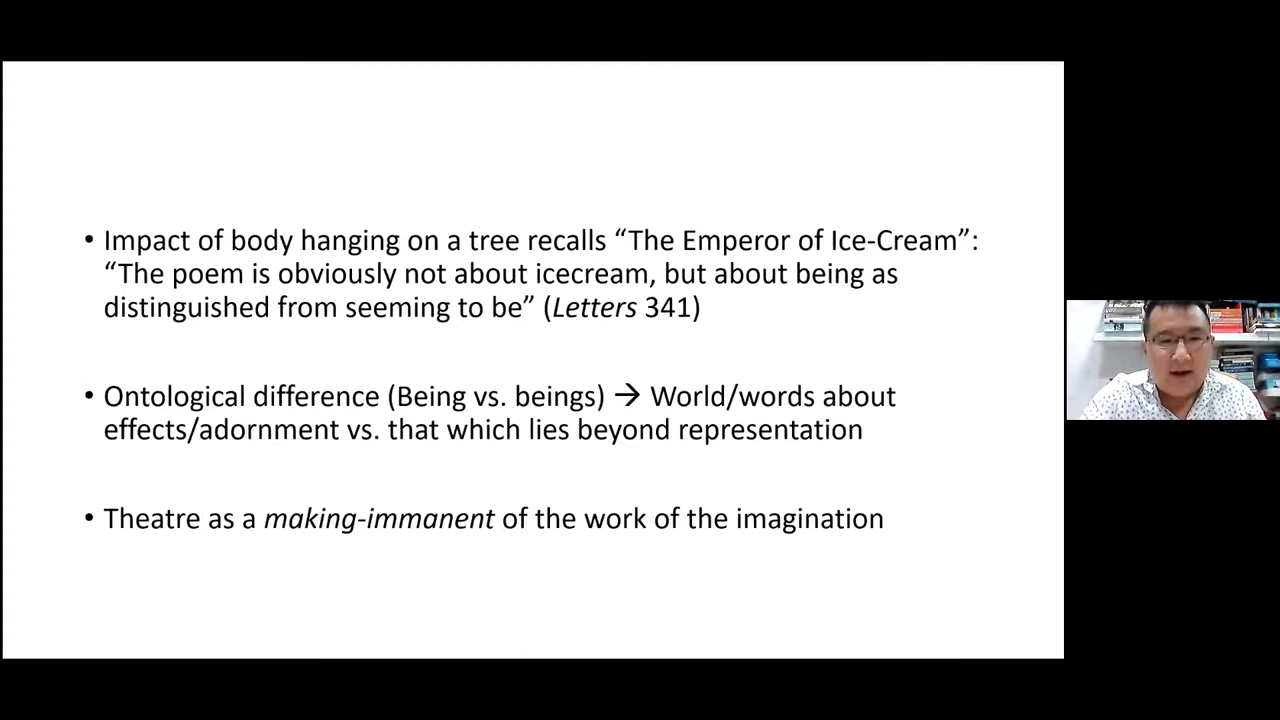 • Impact of body hanging on a tree recalls “The Emperor of Ice-Cream”:
“The poem is obviously not about icecream, but about being as
distinguished from seeming to be” (Letters 341)
• Ontological difference (Being vs. beings) → World/words about
effects/adornment vs. that which lies beyond representation
• Theatre as a making-immanent of the work of the imagination